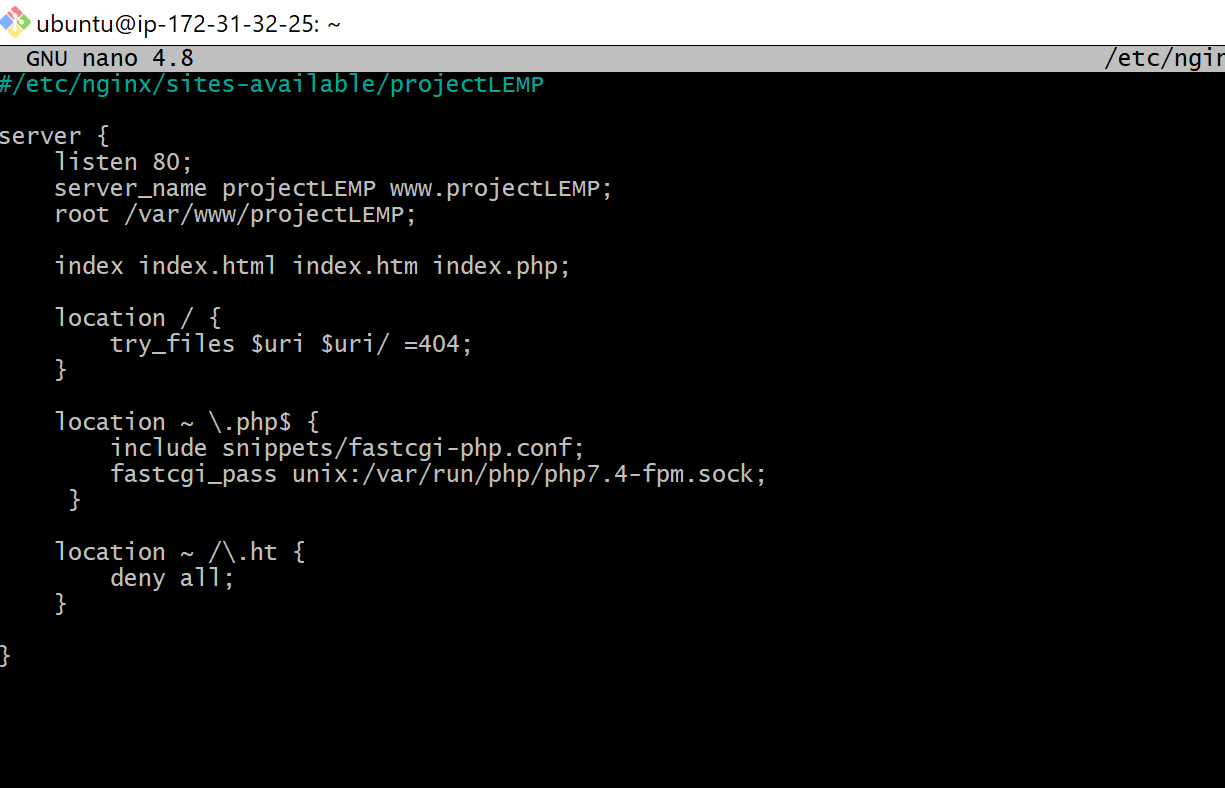 ubuntu@ip-172-31-32-25: ~
GNU nano 4.8 /etc/ngin
#/etc/nginx/sites-available/projectLEMP
server {
listen 80;
server_name projectLEMP www.projectLEMP;
root /var/www/projectLEMP;
index index.html index.htm index.php;
location / {
try_files $uri $uri/ =404;
}
location ~ \.php$ {
include snippets/fastcgi-php.conf;
fastcgi_pass unix:/var/run/php/php7.4-fpm.sock;
}
location ~ /\.ht {
deny all;
}
}